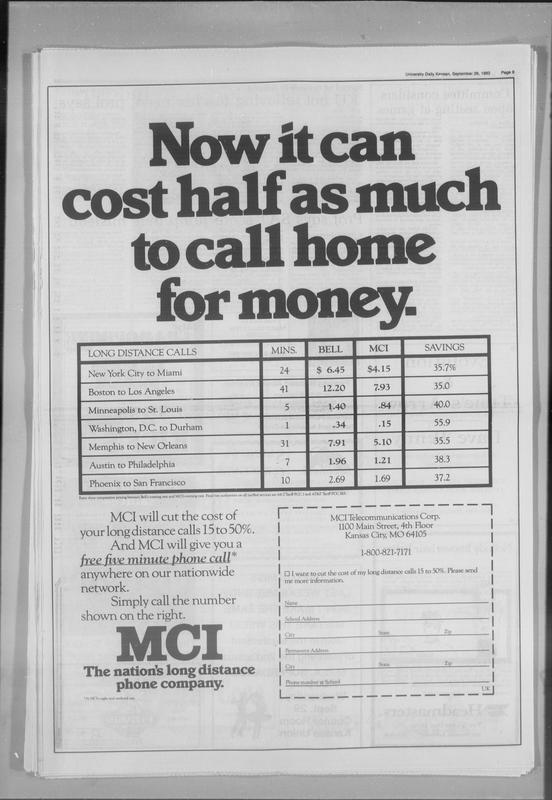 University Daily Kansan, September 29, 1983 Page 9
Now it can
cost half as much
to call home
for money.
LONG DISTANCE CALLS MINS. BELL MCI SAVINGS
New York City to Miami 24 $ 6.45 $4.15 35.7%
Boston to Los Angeles 41 12.20 7.93 35.0
Minneapolis to St. Louis 5 1.40 .84 40.0
Washington, D.C. to Durham 1 .34 .15 55.9
Memphis to New Orleans 31 7.91 5.10 35.5
Austin to Philadelphia 7 1.96 1.21 38.3
Phoenix to San Francisco 10 2.69 1.69 37.2
MCI will cut the cost of
your long distance calls 15 to 50%.
And MCI will give you a
free five minute phone call*
anywhere on our nationwide
network.
Simply call the number
shown on the right.
MCI
The nation's long distance
phone company.
MCI Telecommunications Corp.
1100 Main Street, 4th Floor
Kansas City, MO 64105
1-800-821-7171
☐ I want to cut the cost of my long distance calls 15 to 50%. Please send
me more information.
Name
School Address
City State Zip
Permanent Address
City State Zip
Phone number at School
UK